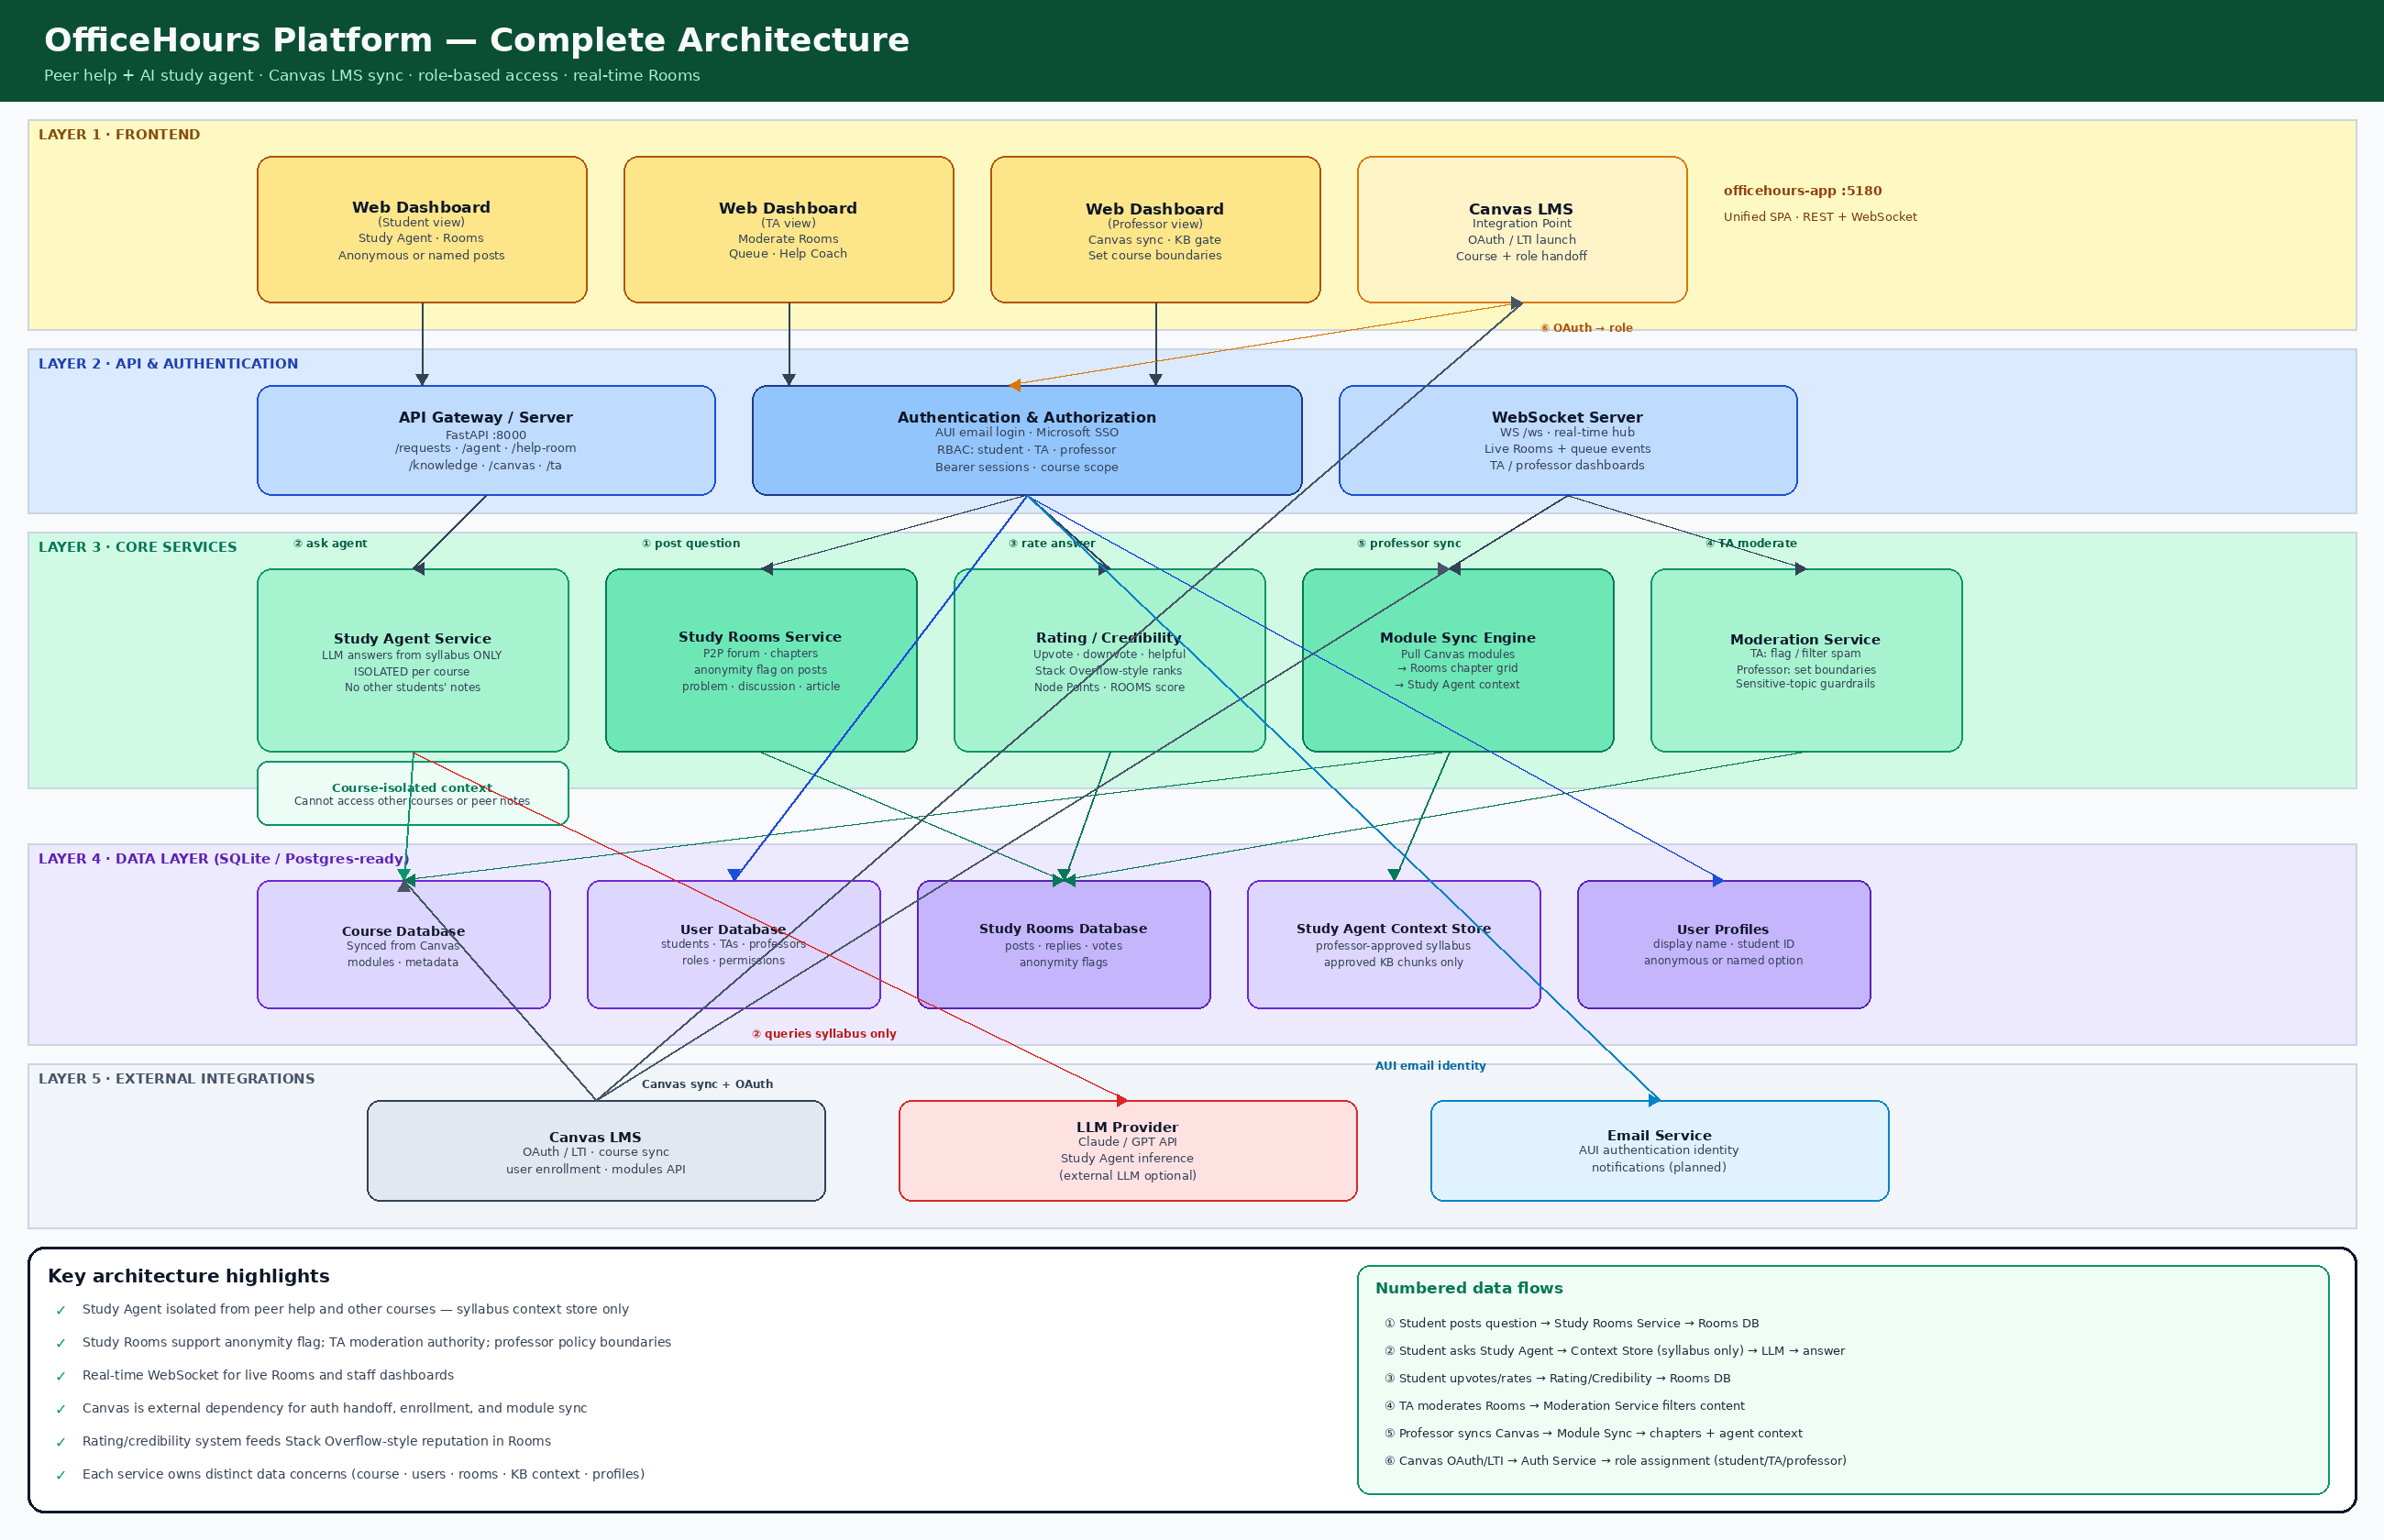 OfficeHours Platform — Complete Architecture
Peer help + AI study agent · Canvas LMS sync · role-based access · real-time Rooms
LAYER 1 · FRONTEND
Web Dashboard
(Student view)
Study Agent · Rooms
Anonymous or named posts
Web Dashboard
(TA view)
Moderate Rooms
Queue · Help Coach
Web Dashboard
(Professor view)
Canvas sync · KB gate
Set course boundaries
Canvas LMS
Integration Point
OAuth / LTI launch
Course + role handoff
officehours-app :5180
Unified SPA · REST + WebSocket
⑥ OAuth → role
LAYER 2 · API & AUTHENTICATION
API Gateway / Server
FastAPI :8000
/requests · /agent · /help-room
/knowledge · /canvas · /ta
Authentication & Authorization
AUI email login · Microsoft SSO
RBAC: student · TA · professor
Bearer sessions · course scope
WebSocket Server
WS /ws · real-time hub
Live Rooms + queue events
TA / professor dashboards
LAYER 3 · CORE SERVICES
② ask agent
① post question
③ rate answer
⑤ professor sync
④ TA moderate
Study Agent Service
LLM answers from syllabus ONLY
ISOLATED per course
No other students' notes
Study Rooms Service
P2P forum · chapters
anonymity flag on posts
problem · discussion · article
Rating / Credibility
Upvote · downvote · helpful
Stack Overflow-style ranks
Node Points · ROOMS score
Module Sync Engine
Pull Canvas modules
→ Rooms chapter grid
→ Study Agent context
Moderation Service
TA: flag / filter spam
Professor: set boundaries
Sensitive-topic guardrails
Course-isolated context
Cannot access other courses or peer notes
LAYER 4 · DATA LAYER (SQLite / Postgres-ready)
Course Database
Synced from Canvas
modules · metadata
User Database
students · TAs · professors
roles · permissions
Study Rooms Database
posts · replies · votes
anonymity flags
Study Agent Context Store
professor-approved syllabus
approved KB chunks only
User Profiles
display name · student ID
anonymous or named option
② queries syllabus only
AUI email identity
LAYER 5 · EXTERNAL INTEGRATIONS
Canvas sync + OAuth
Canvas LMS
OAuth / LTI · course sync
user enrollment · modules API
LLM Provider
Claude / GPT API
Study Agent inference
(external LLM optional)
Email Service
AUI authentication identity
notifications (planned)
Key architecture highlights
✓ Study Agent isolated from peer help and other courses — syllabus context store only
✓ Study Rooms support anonymity flag; TA moderation authority; professor policy boundaries
✓ Real-time WebSocket for live Rooms and staff dashboards
✓ Canvas is external dependency for auth handoff, enrollment, and module sync
✓ Rating/credibility system feeds Stack Overflow-style reputation in Rooms
✓ Each service owns distinct data concerns (course · users · rooms · KB context · profiles)
Numbered data flows
① Student posts question → Study Rooms Service → Rooms DB
② Student asks Study Agent → Context Store (syllabus only) → LLM → answer
③ Student upvotes/rates → Rating/Credibility → Rooms DB
④ TA moderates Rooms → Moderation Service filters content
⑤ Professor syncs Canvas → Module Sync → chapters + agent context
⑥ Canvas OAuth/LTI → Auth Service → role assignment (student/TA/professor)